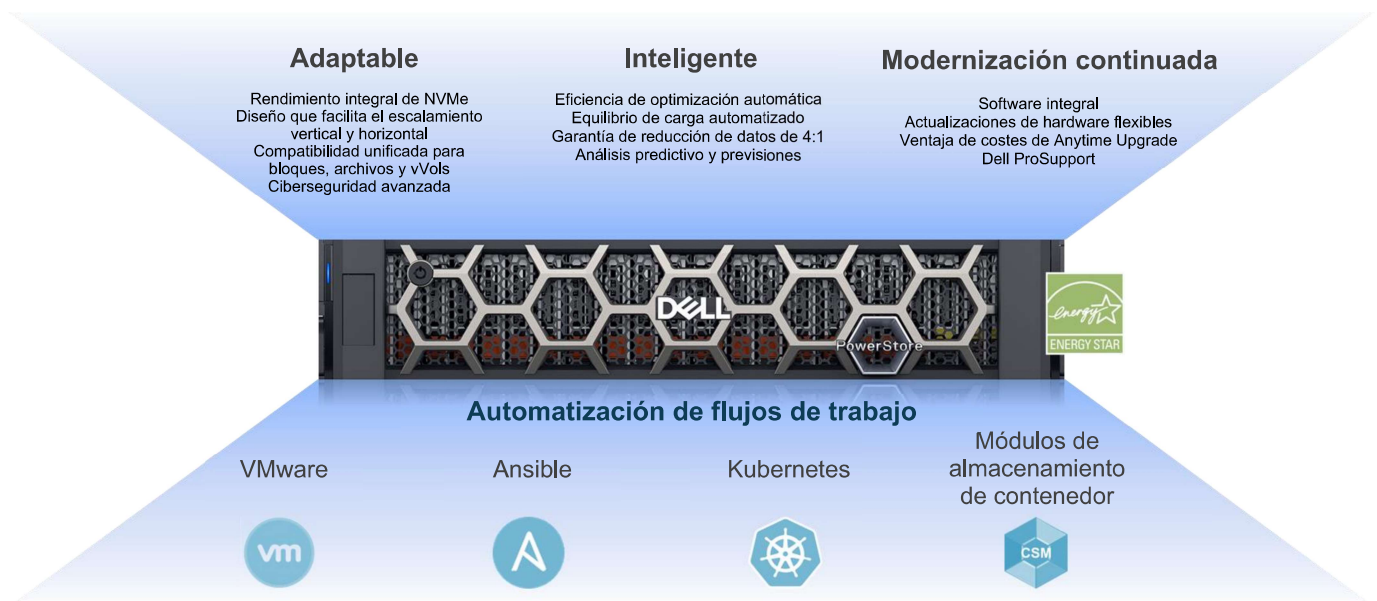 Adaptable
Rendimiento integral de NVMe
Diseño que facilita el escalamiento
vertical y horizontal
Compatibilidad unificada para
bloques, archivos y vVols
Ciberseguridad avanzada
Inteligente
Eficiencia de optimización automática
Equilibrio de carga automatizado
Garantía de reducción de datos de 4:1
Análisis predictivo y previsiones
Modernización continuada
Software integral
Actualizaciones de hardware flexibles
Ventaja de costes de Anytime Upgrade
Dell ProSupport
DELL
PowerStore
energy
ENERGY STAR
Automatización de flujos de trabajo
VMware
vm
Ansible
A
Kubernetes
Módulos de
almacenamiento
de contenedor
CSM